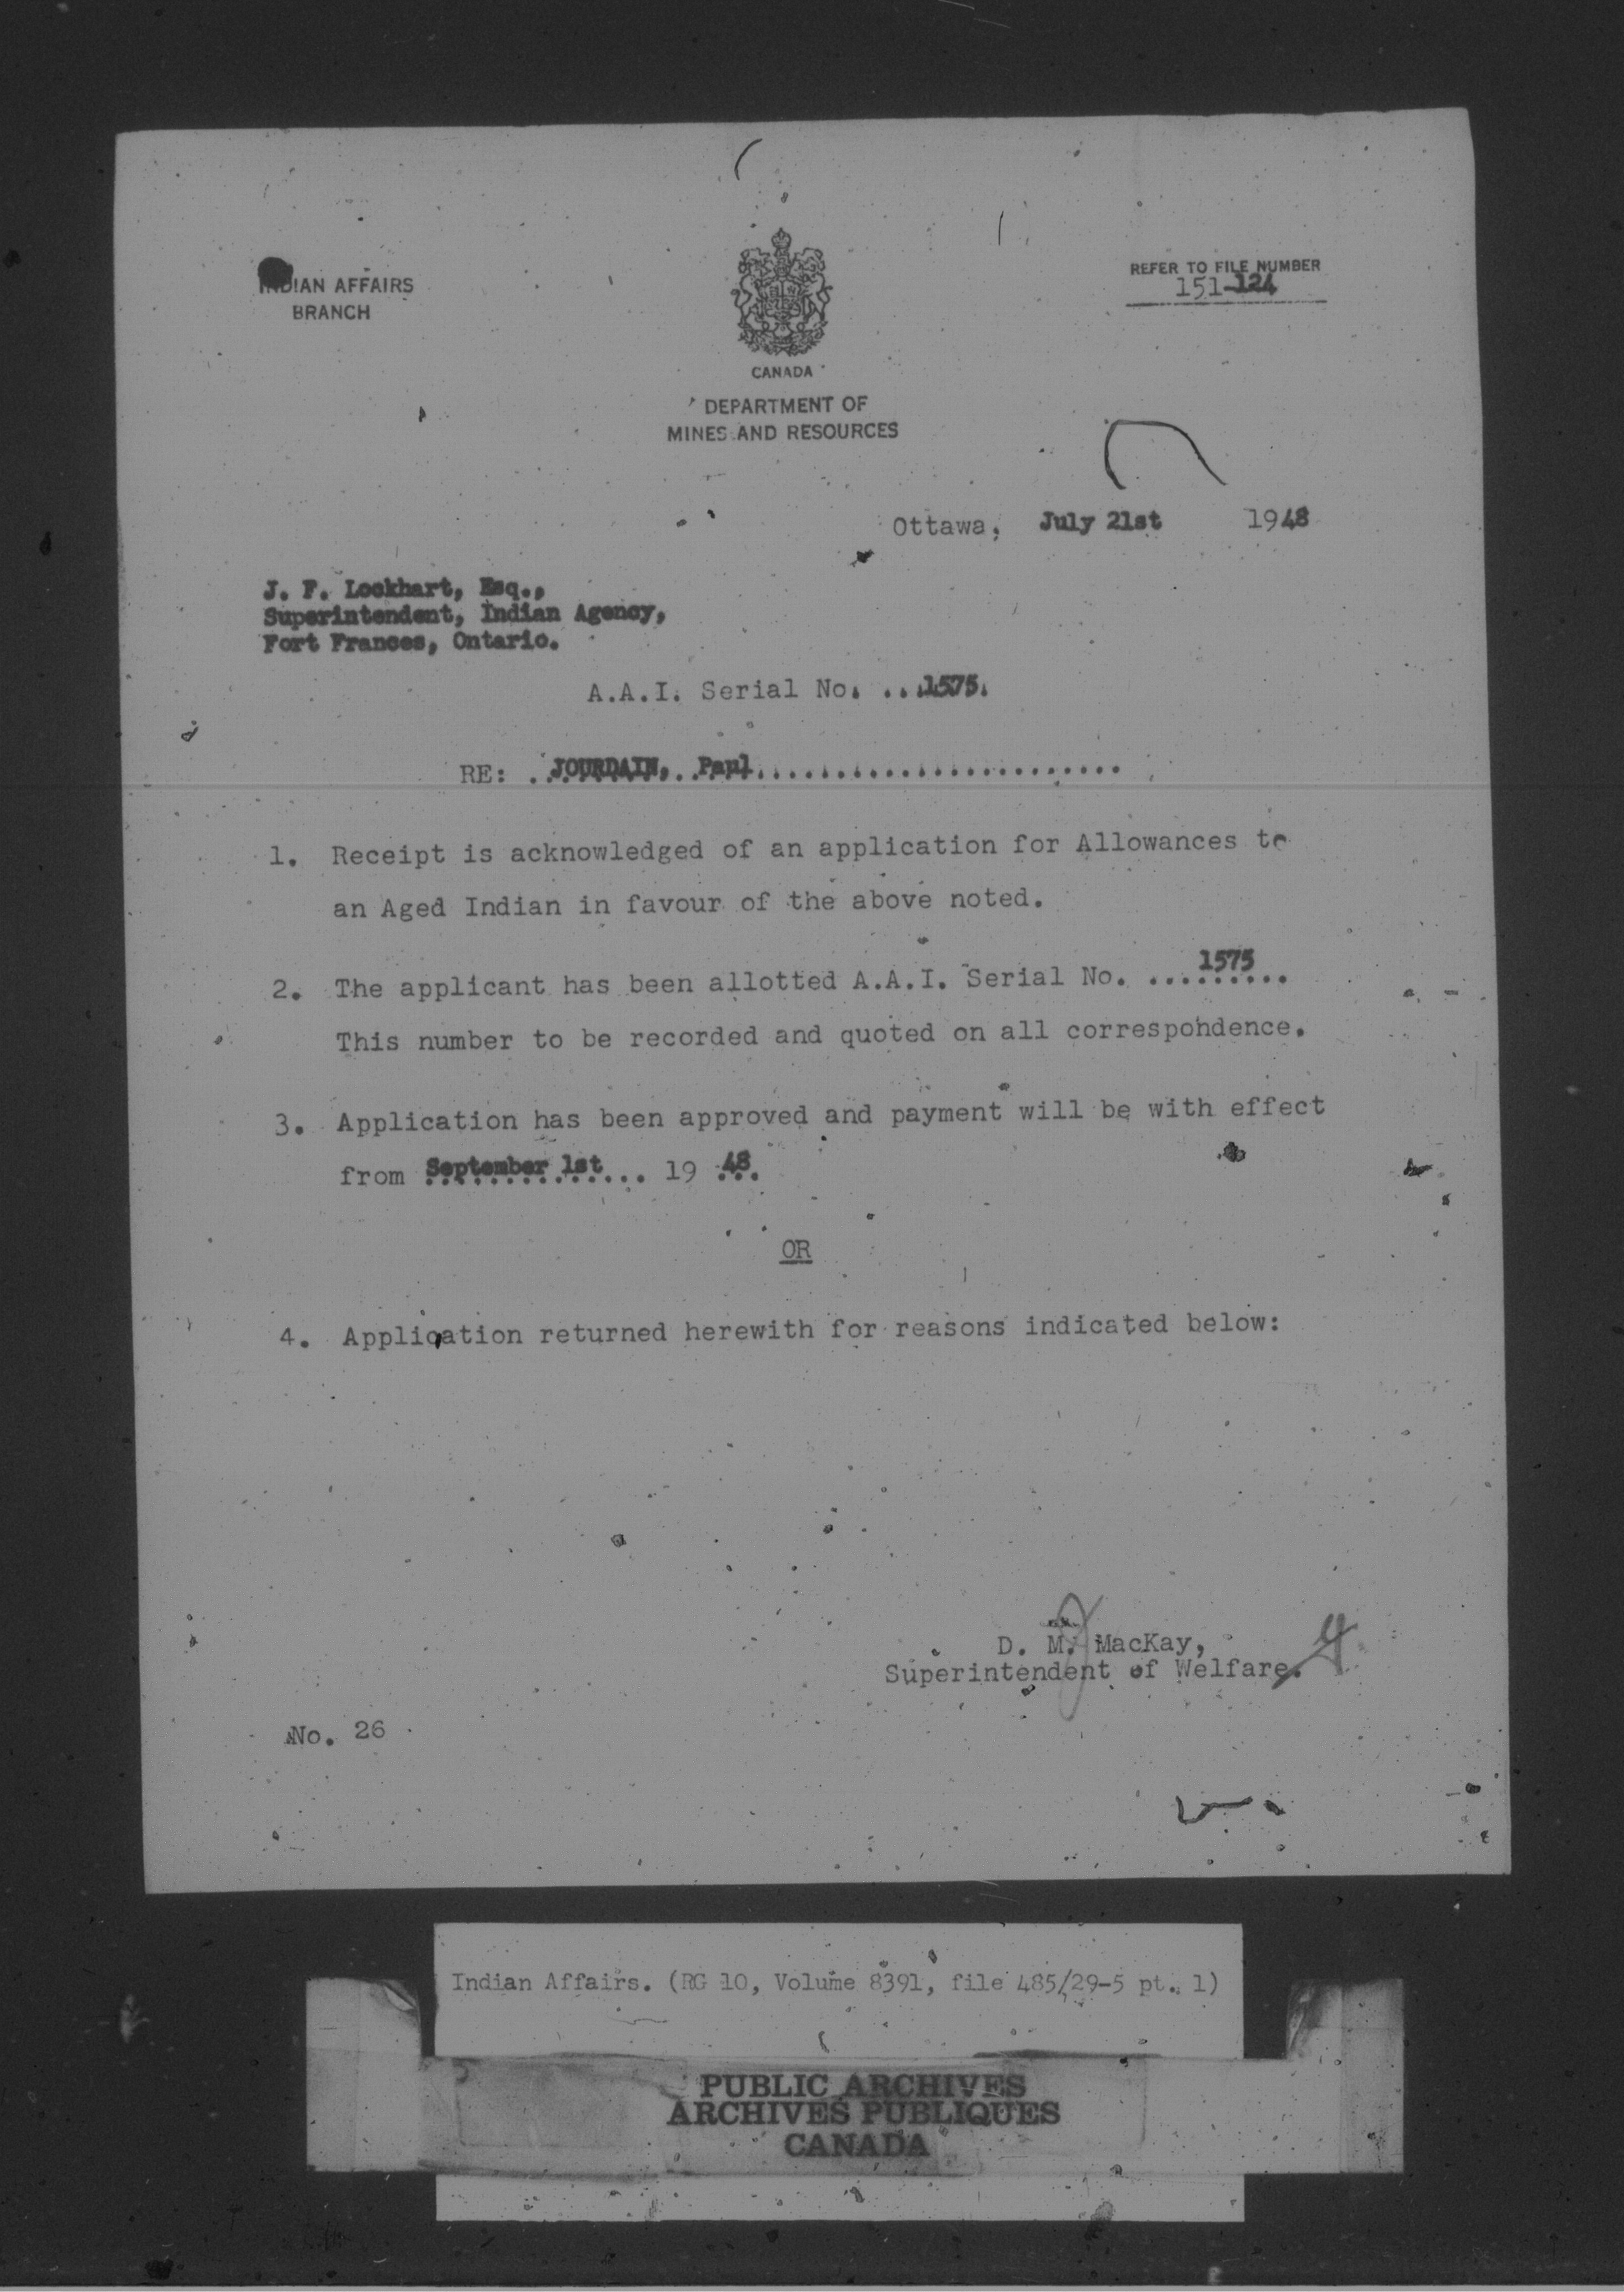 INDIAN AFFAIRS
BRANCH
REFER TO FILE NUMBER
151-124
CANADA
DEPARTMENT OF
MINES AND RESOURCES
Ottawa, July 21st 1948
J. F. Lockhart, Esq.,
Superintendent, Indian Agency,
Fort Frances, Ontario.
A.A.I. Serial No. ...1575.
RE: ..JOURDAIN, Paul.......................
1. Receipt is acknowledged of an application for Allowances to
an Aged Indian in favour of the above noted.
2. The applicant has been allotted A.A.I. Serial No. ...1575...
This number to be recorded and quoted on all correspondence.
3. Application has been approved and payment will be with effect
from September 1st... 19 48.
OR
4. Application returned herewith for reasons indicated below:
D. M. MacKay,
Superintendent of Welfare.
No. 26
Indian Affairs. (RG 10, Volume 8391, file 485/29-5 pt. 1)
PUBLIC ARCHIVES
ARCHIVES PUBLIQUES
CANADA